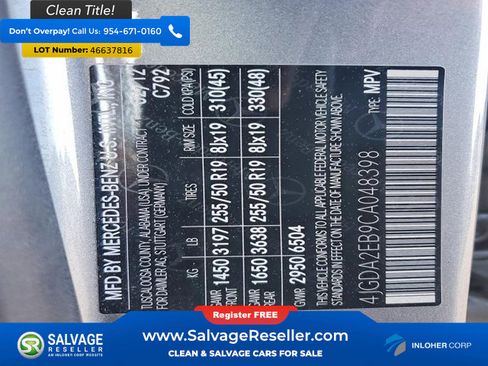 Clean Title!
Don't Overpay! Call Us: 954-671-0160
LOT Number: 46637816
MFD BY MERCEDES-BENZ U.S. INT'L, INC.
TUSCALOOSA COUNTY, ALABAMA (USA), UNDER CONTRACT
FOR DAIMLER AG, STUTTGART (GERMANY)
C792
KG LB TIRES RIM SIZE COLD KPA (PSI)
GAWR FRONT 1450 3197 255/50 R19 8Jx19 310(45)
GAWR REAR 1650 3638 255/50 R19 8Jx19 330(48)
GVWR 2950 6504
THIS VEHICLE CONFORMS TO ALL APPLICABLE FEDERAL MOTOR VEHICLE SAFETY
STANDARDS IN EFFECT ON THE DATE OF MANUFACTURE SHOWN ABOVE.
4JGDA2EB9CA048398 TYPE: MPV
Register FREE
www.SalvageReseller.com
CLEAN & SALVAGE CARS FOR SALE
SALVAGE
RESELLER
AN INLOHER CORP WEBSITE
INLOHER CORP